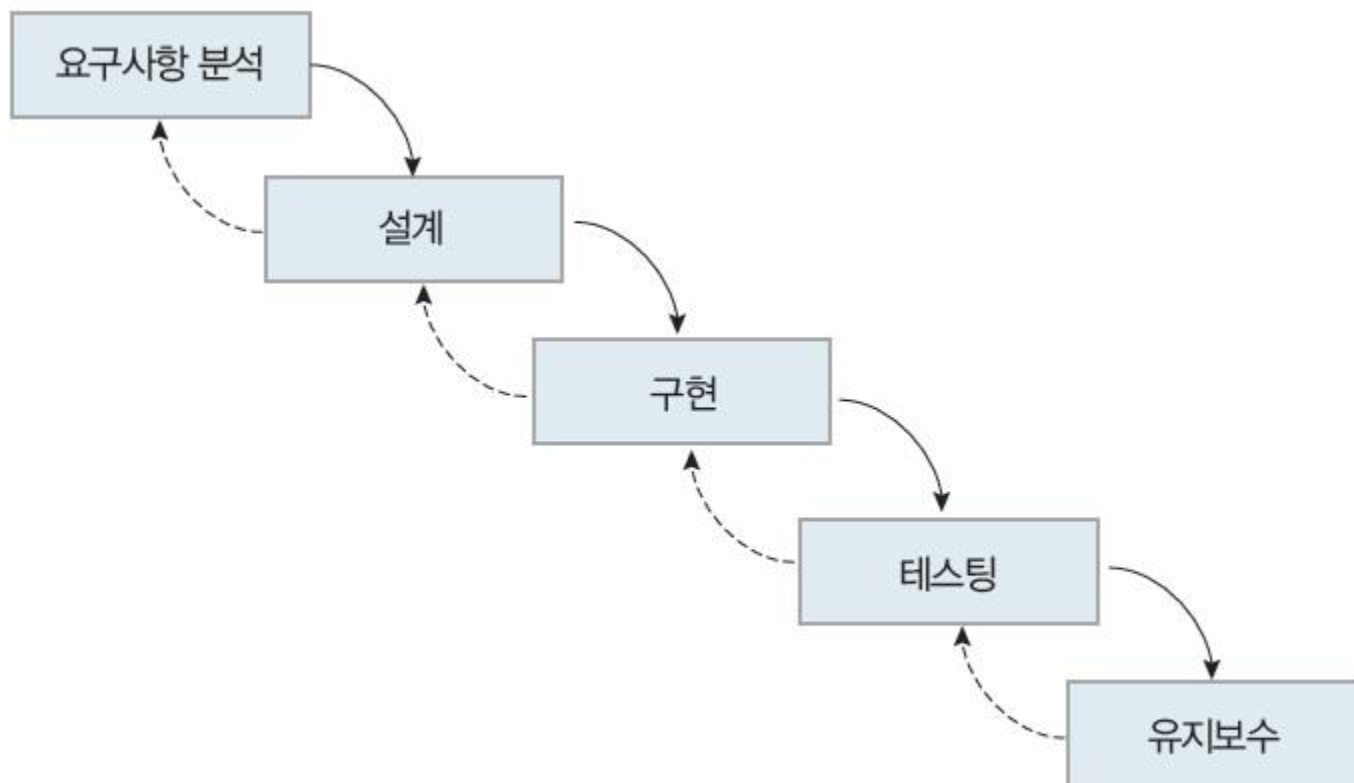 요구사항 분석
설계
구현
테스팅
유지보수